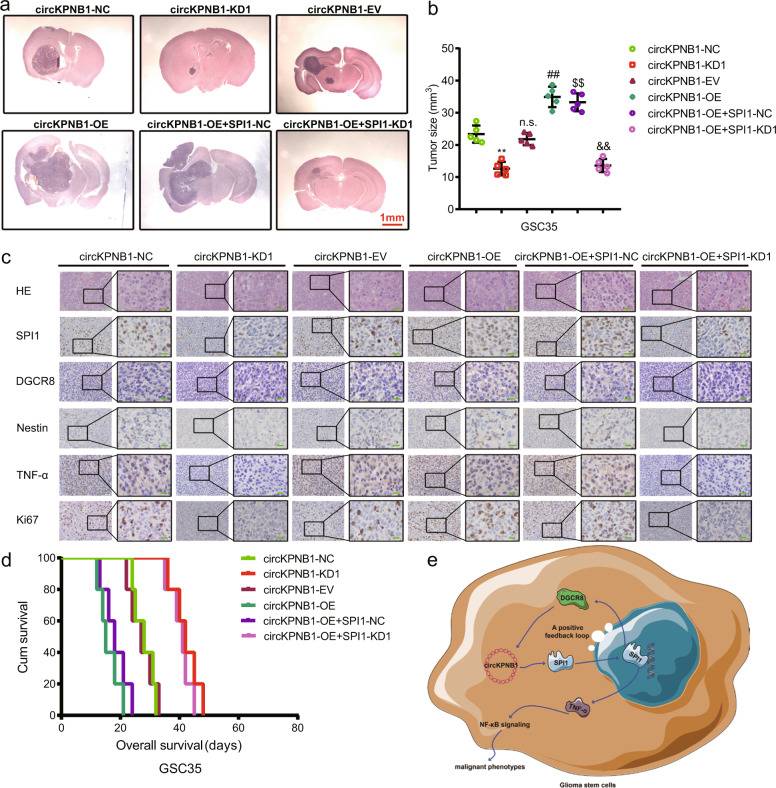 a
circKPNB1-NC
circKPNB1-KD1
circKPNB1-EV
circKPNB1-OE
circKPNB1-OE+SPI1-NC
circKPNB1-OE+SPI1-KD1
1mm
b
Tumor size (mm³)
50
40
30
20
10
0
**
n.s.
##
$$
&&
GSC35
circKPNB1-NC
circKPNB1-KD1
circKPNB1-EV
circKPNB1-OE
circKPNB1-OE+SPI1-NC
circKPNB1-OE+SPI1-KD1
c
circKPNB1-NC
circKPNB1-KD1
circKPNB1-EV
circKPNB1-OE
circKPNB1-OE+SPI1-NC
circKPNB1-OE+SPI1-KD1
HE
SPI1
DGCR8
Nestin
TNF-α
Ki67
d
Cum survival
100
80
60
40
20
0
0 20 40 60 80
Overall survival(days)
GSC35
circKPNB1-NC
circKPNB1-KD1
circKPNB1-EV
circKPNB1-OE
circKPNB1-OE+SPI1-NC
circKPNB1-OE+SPI1-KD1
e
DGCR8
A positive
feedback loop
circKPNB1
SPI1
SPI1
TNF-α
NF-κB signaling
malignant phenotypes
Glioma stem cells